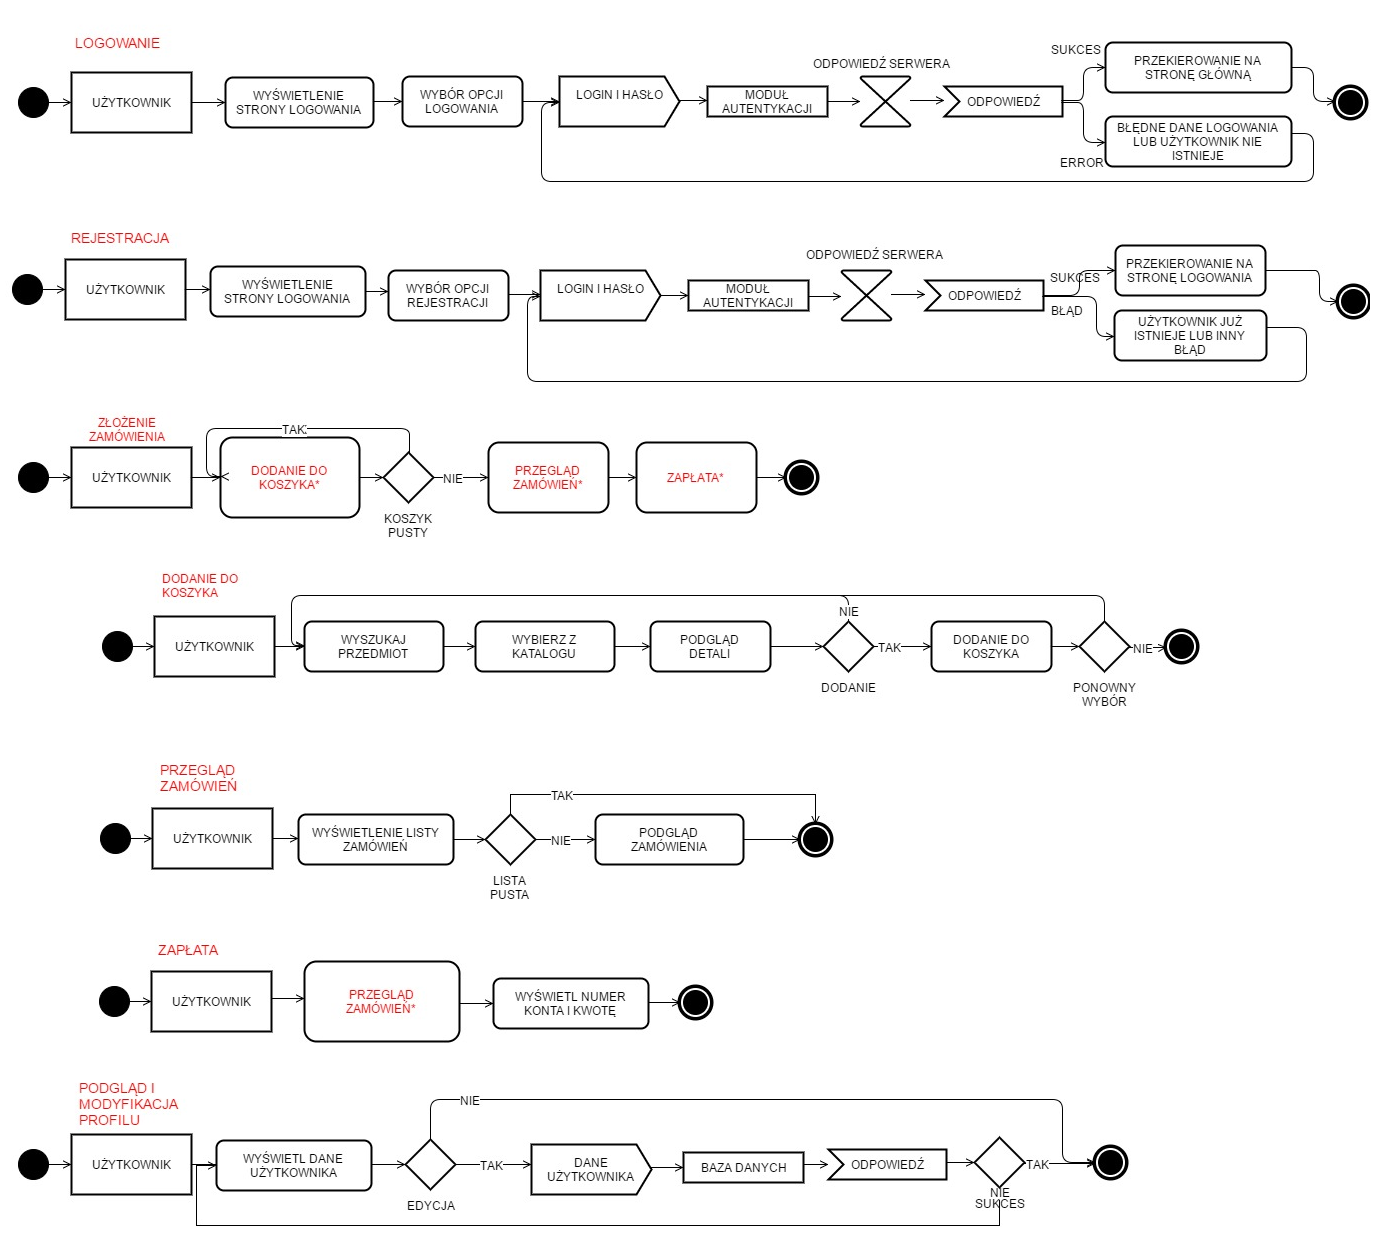 LOGOWANIE
UŻYTKOWNIK
WYŚWIETLENIE
STRONY LOGOWANIA
WYBÓR OPCJI
LOGOWANIA
LOGIN I HASŁO
MODUŁ
AUTENTYKACJI
ODPOWIEDŹ SERWERA
ODPOWIEDŹ
SUKCES
PRZEKIEROWANIE NA
STRONĘ GŁÓWNĄ
ERROR
BŁĘDNE DANE LOGOWANIA
LUB UŻYTKOWNIK NIE
ISTNIEJE
REJESTRACJA
UŻYTKOWNIK
WYŚWIETLENIE
STRONY LOGOWANIA
WYBÓR OPCJI
REJESTRACJI
LOGIN I HASŁO
MODUŁ
AUTENTYKACJI
ODPOWIEDŹ SERWERA
ODPOWIEDŹ
SUKCES
PRZEKIEROWANIE NA
STRONĘ LOGOWANIA
BŁĄD
UŻYTKOWNIK JUŻ
ISTNIEJE LUB INNY
BŁĄD
ZŁOŻENIE
ZAMÓWIENIA
UŻYTKOWNIK
TAK
DODANIE DO
KOSZYKA*
KOSZYK
PUSTY
NIE
PRZEGLĄD
ZAMÓWIEŃ*
ZAPŁATA*
DODANIE DO
KOSZYKA
UŻYTKOWNIK
WYSZUKAJ
PRZEDMIOT
WYBIERZ Z
KATALOGU
PODGLĄD
DETALI
NIE
DODANIE
TAK
DODANIE DO
KOSZYKA
PONOWNY
WYBÓR
NIE
PRZEGLĄD
ZAMÓWIEŃ
UŻYTKOWNIK
WYŚWIETLENIE LISTY
ZAMÓWIEŃ
TAK
LISTA
PUSTA
NIE
PODGLĄD
ZAMÓWIENIA
ZAPŁATA
UŻYTKOWNIK
PRZEGLĄD
ZAMÓWIEŃ*
WYŚWIETL NUMER
KONTA I KWOTĘ
PODGLĄD I
MODYFIKACJA
PROFILU
UŻYTKOWNIK
WYŚWIETL DANE
UŻYTKOWNIKA
NIE
EDYCJA
TAK
DANE
UŻYTKOWNIKA
BAZA DANYCH
ODPOWIEDŹ
TAK
NIE
SUKCES